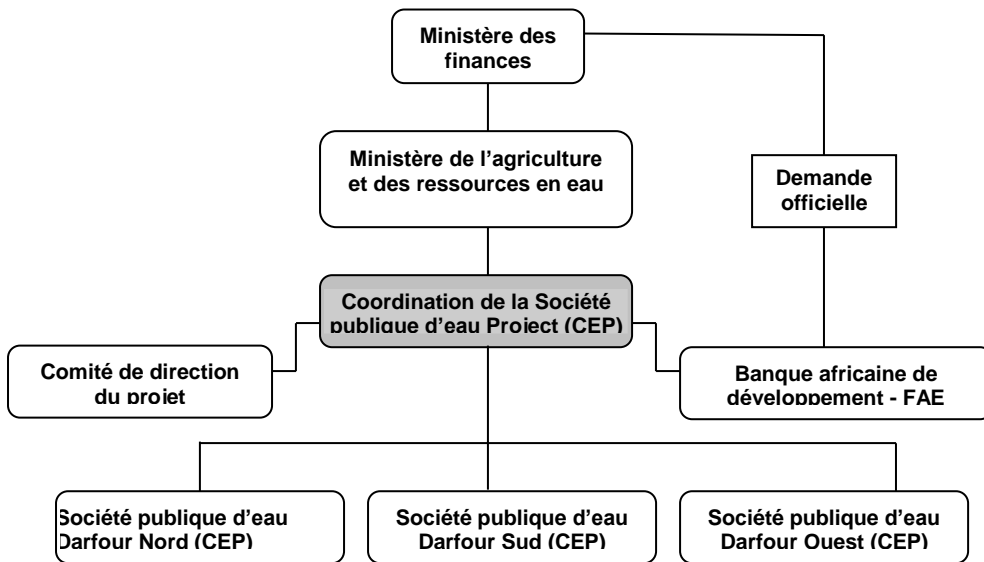 Ministère des
finances
Ministère de l’agriculture
et des ressources en eau
Demande
officielle
Coordination de la Société
publique d’eau Project (CEP)
Comité de direction
du projet
Banque africaine de
développement - FAE
Société publique d’eau
Darfour Nord (CEP)
Société publique d’eau
Darfour Sud (CEP)
Société publique d’eau
Darfour Ouest (CEP)